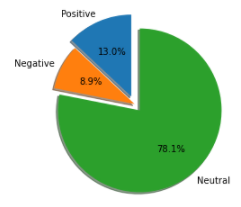 Positive
13.0%
Negative
8.9%
78.1%
Neutral